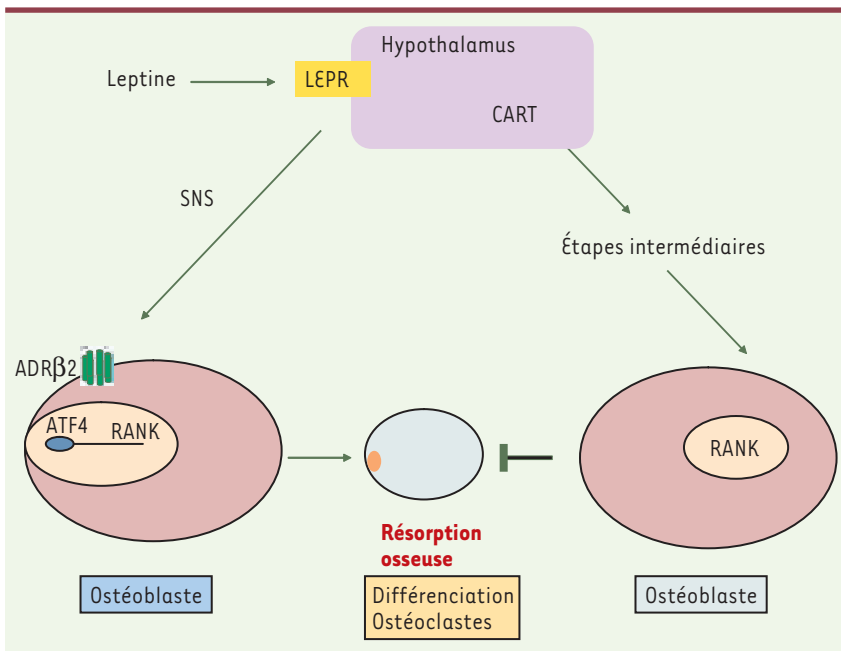 Hypothalamus
Leptine
LEPR
CART
SNS
Étapes intermédiaires
ADRβ2
ATF4
RANK
RANK
Résorption
osseuse
Ostéoblaste
Différenciation
Ostéoclastes
Ostéoblaste